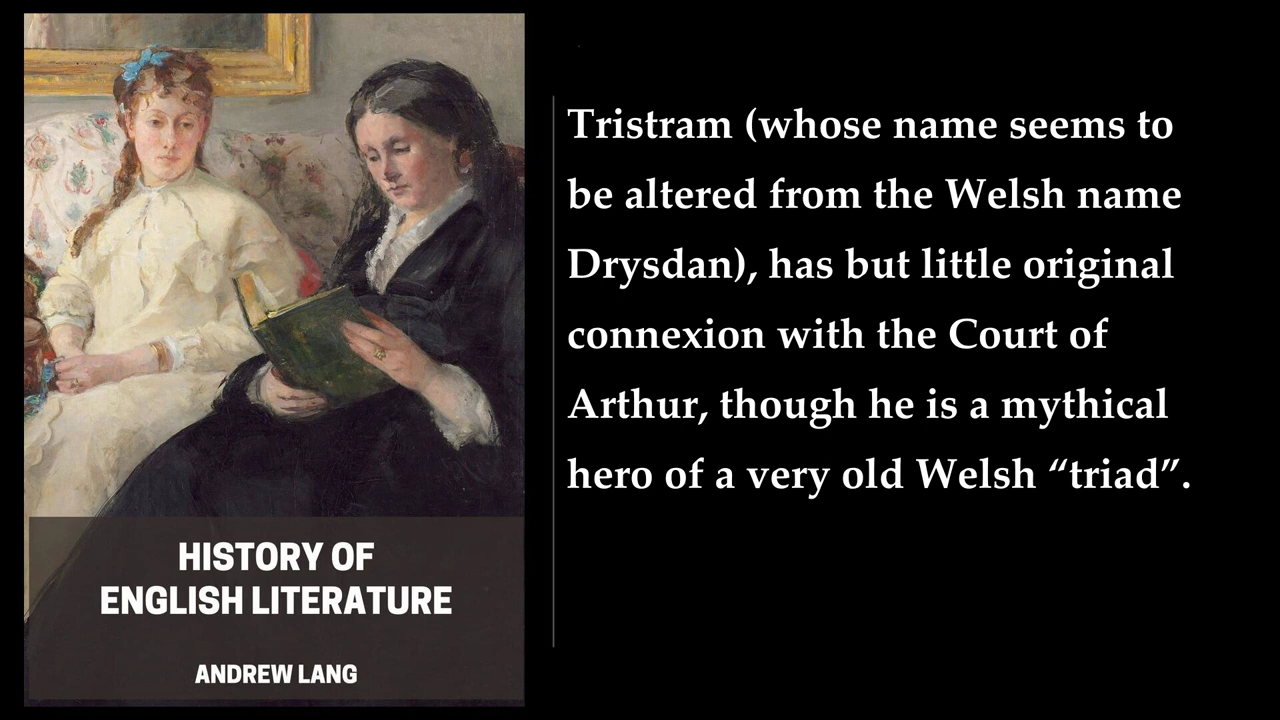 Tristram (whose name seems to
be altered from the Welsh name
Drysdan), has but little original
connexion with the Court of
Arthur, though he is a mythical
hero of a very old Welsh “triad”.
HISTORY OF
ENGLISH LITERATURE
ANDREW LANG